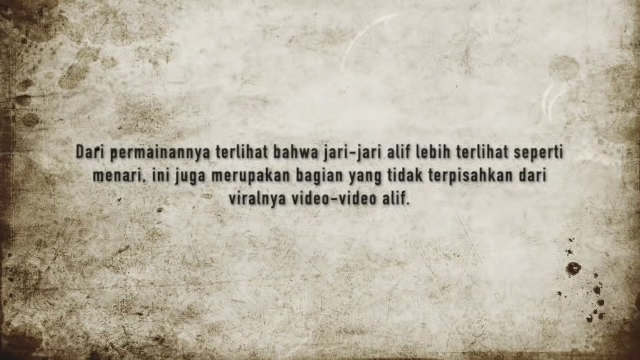 Dari permainannya terlihat bahwa jari-jari alif lebih terlihat seperti
menari, ini juga merupakan bagian yang tidak terpisahkan dari
viralnya video-video alif.